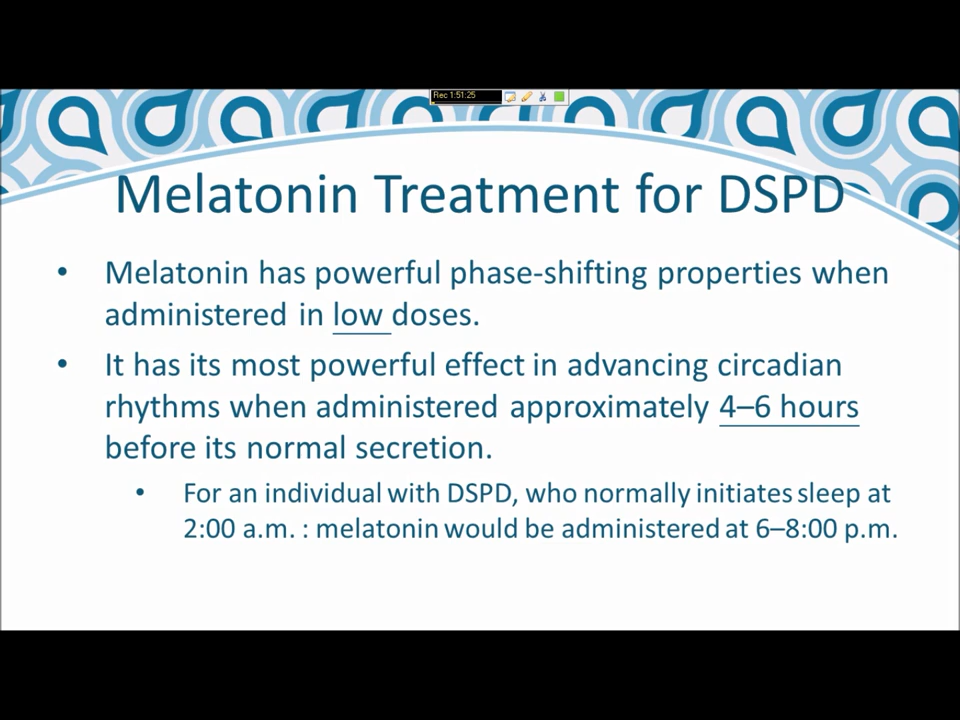 Rec 1:51:25
Melatonin Treatment for DSPD
• Melatonin has powerful phase-shifting properties when
administered in low doses.
• It has its most powerful effect in advancing circadian
rhythms when administered approximately 4–6 hours
before its normal secretion.
• For an individual with DSPD, who normally initiates sleep at
2:00 a.m. : melatonin would be administered at 6–8:00 p.m.